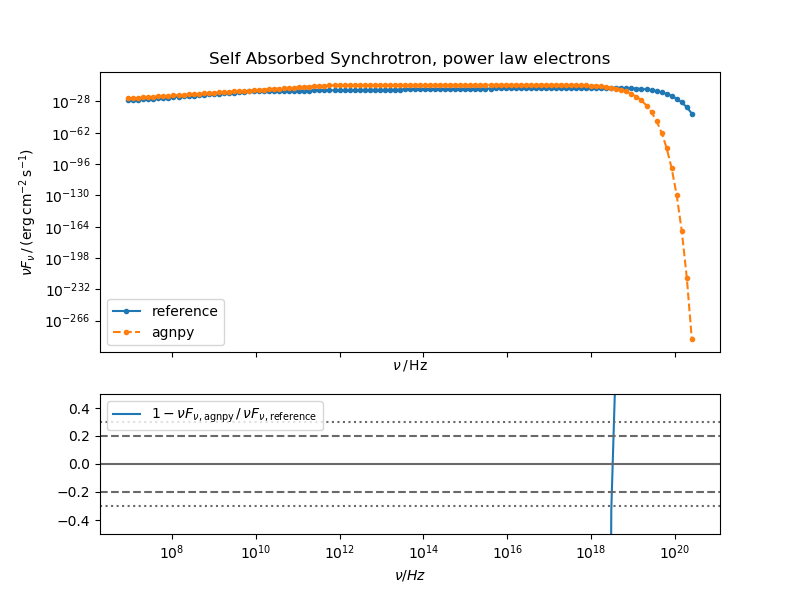 Self Absorbed Synchrotron, power law electrons
10^{-28}
10^{-62}
10^{-96}
10^{-130}
10^{-164}
10^{-198}
10^{-232}
10^{-266}
νF_ν / (erg cm^{-2} s^{-1})
reference
agnpy
ν / Hz
1 − νF_{ν, agnpy} / νF_{ν, reference}
0.4
0.2
0.0
−0.2
−0.4
10^8 10^{10} 10^{12} 10^{14} 10^{16} 10^{18} 10^{20}
ν/Hz